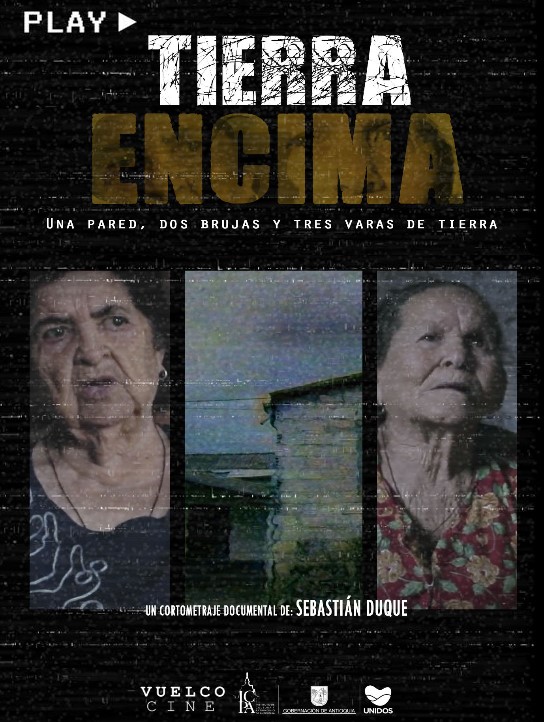 PLAY
TIERRA
ENCIMA
UNA PARED, DOS BRUJAS Y TRES VARAS DE TIERRA
UN CORTOMETRAJE DOCUMENTAL DE: SEBASTIÁN DUQUE
VUELCO
CINE
GOBERNACIÓN DE ANTIOQUIA
UNIDOS